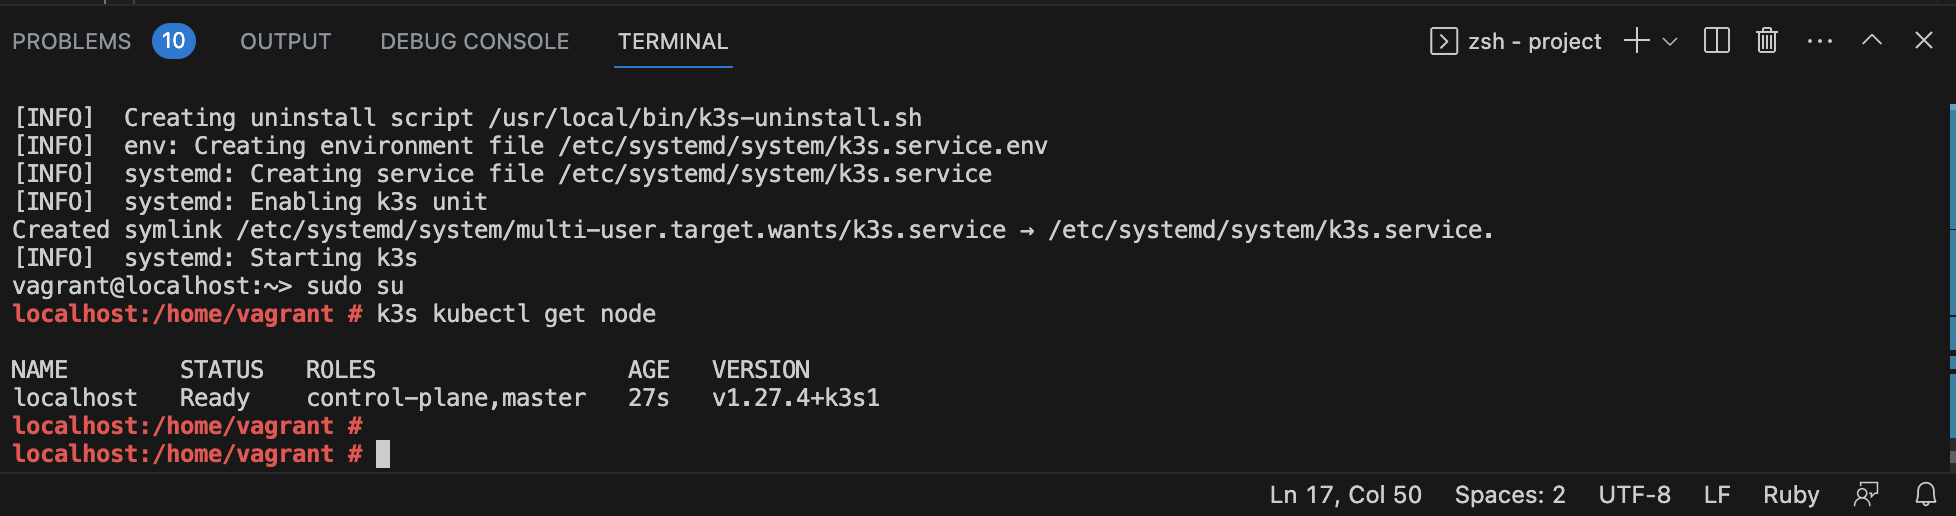 PROBLEMS 10 OUTPUT DEBUG CONSOLE TERMINAL zsh - project
[INFO]  Creating uninstall script /usr/local/bin/k3s-uninstall.sh
[INFO]  env: Creating environment file /etc/systemd/system/k3s.service.env
[INFO]  systemd: Creating service file /etc/systemd/system/k3s.service
[INFO]  systemd: Enabling k3s unit
Created symlink /etc/systemd/system/multi-user.target.wants/k3s.service → /etc/systemd/system/k3s.service.
[INFO]  systemd: Starting k3s
vagrant@localhost:~> sudo su
localhost:/home/vagrant # k3s kubectl get node
NAME        STATUS   ROLES                  AGE   VERSION
localhost   Ready    control-plane,master   27s   v1.27.4+k3s1
localhost:/home/vagrant #
localhost:/home/vagrant #
Ln 17, Col 50 Spaces: 2 UTF-8 LF Ruby